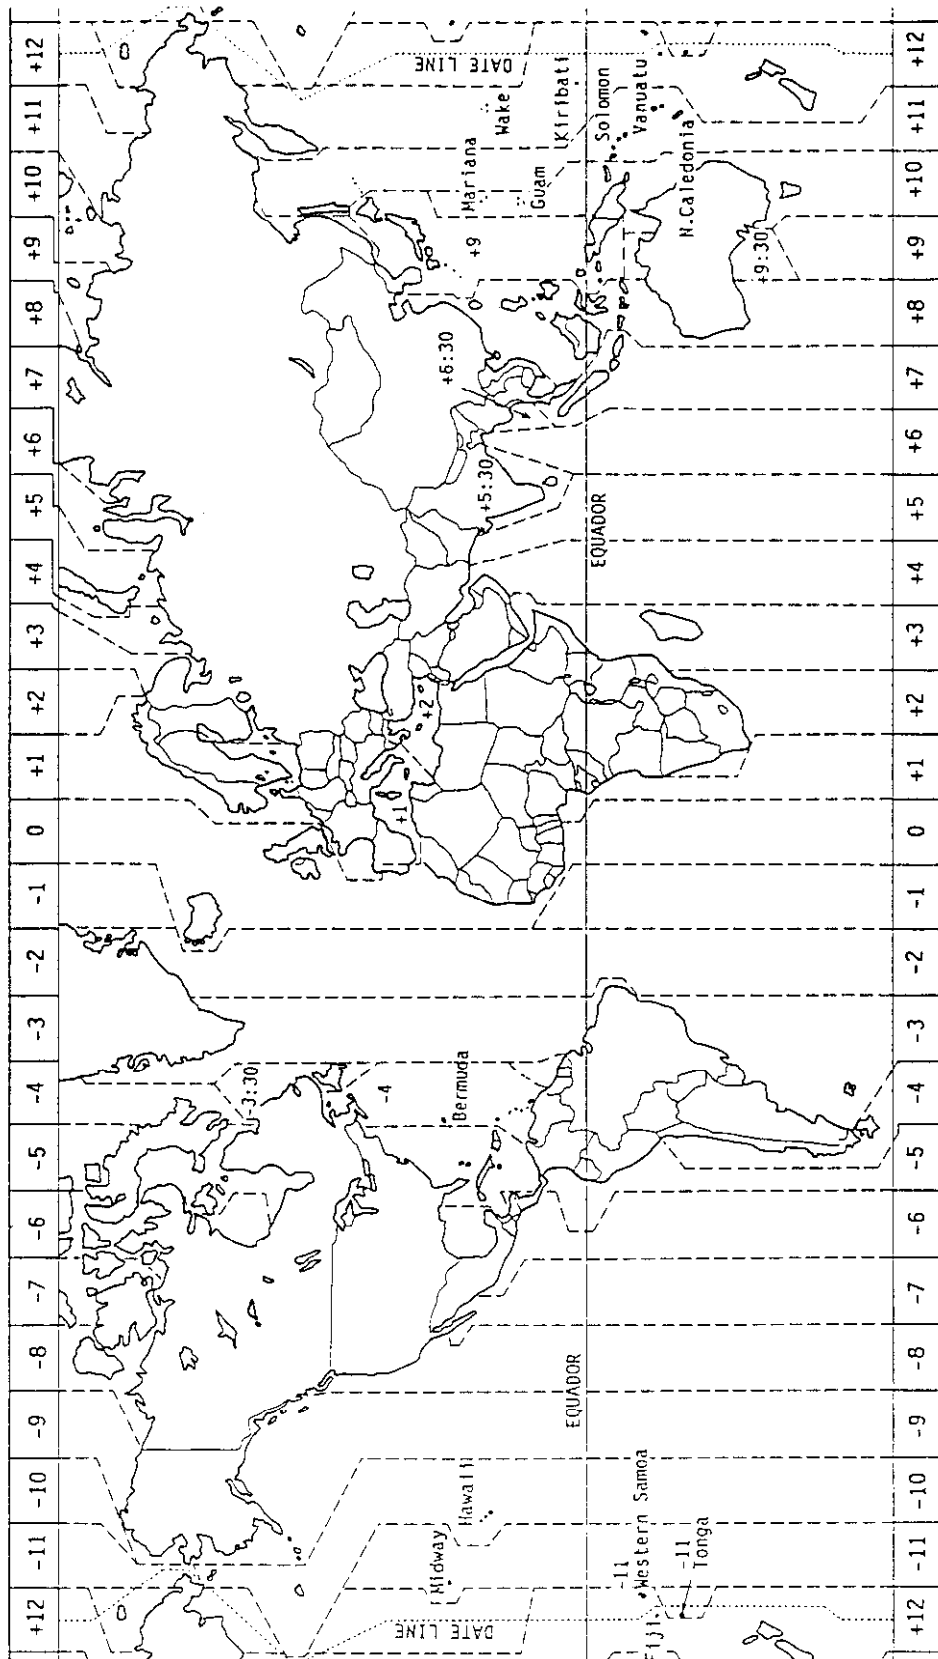 +12 -11 -10 -9 -8 -7 -6 -5 -4 -3 -2 -1 0 +1 +2 +3 +4 +5 +6 +7 +8 +9 +10 +11 +12
-3:30
-4
+1
+2
+5:30
+6:30
+9
Midway
Hawaii
Bermuda
Mariana
Guam
Wake
DATE LINE
DATE LINE
EQUADOR
EQUADOR
Kiribati
Solomon
Vanuatu
N.Caledonia
+9:30
-11
Western Samoa
-11
Tonga
Fiji
+12 -11 -10 -9 -8 -7 -6 -5 -4 -3 -2 -1 0 +1 +2 +3 +4 +5 +6 +7 +8 +9 +10 +11 +12